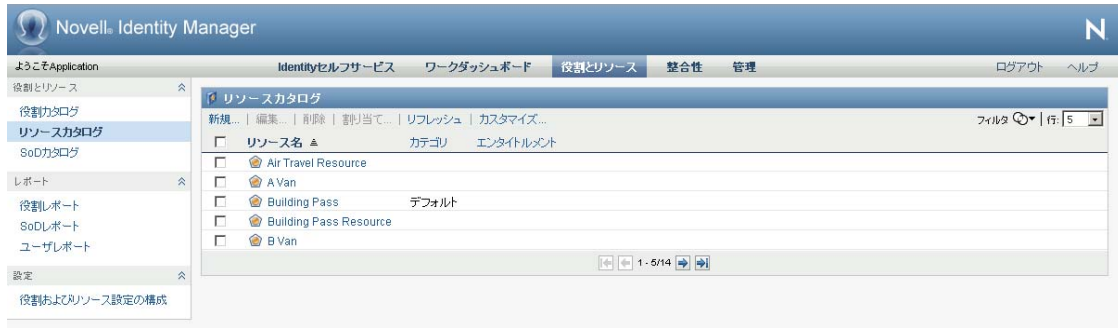 Novell® Identity Manager
N
ようこそApplication
Identityセルフサービス ワークダッシュボード 役割とリソース 整合性 管理 ログアウト ヘルプ
役割とリソース
役割カタログ
リソースカタログ
SoDカタログ
レポート
役割レポート
SoDレポート
ユーザレポート
設定
役割およびリソース設定の構成
リソースカタログ
新規... | 編集... | 削除 | 割り当て... | リフレッシュ | カスタマイズ... フィルタ | 行: 5
リソース名 カテゴリ エンタイトルメント
Air Travel Resource
A Van
Building Pass デフォルト
Building Pass Resource
B Van
1 - 5/14